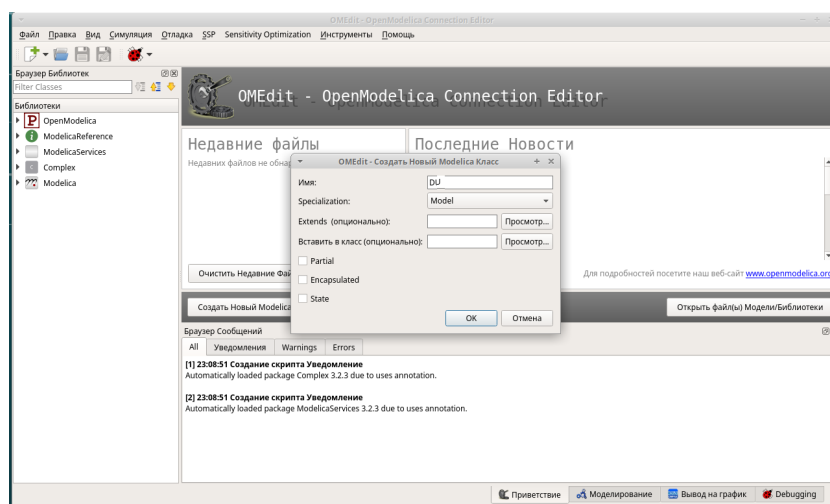 OMEdit - OpenModelica Connection Editor
Файл Правка Вид Симуляция Отладка SSP Sensitivity Optimization Инструменты Помощь
Браузер Библиотек
Filter Classes
Библиотеки
P OpenModelica
i ModelicaReference
ModelicaServices
C Complex
Modelica
OMEdit - OpenModelica Connection Editor
Недавние файлы
Последние Новости
Недавних файлов не обна
OMEdit - Создать Новый Modelica Класс
Имя:
DU
Specialization:
Model
Extends (опционально):
Просмотр...
Вставить в класс (опционально):
Просмотр...
Partial
Encapsulated
State
OK
Отмена
Очистить Недавние Фай
Для подробностей посетите наш веб-сайт www.openmodelica.org
Создать Новый Modelica
Открыть файл(ы) Модели/Библиотеки
Браузер Сообщений
All Уведомления Warnings Errors
[1] 23:08:51 Создание скрипта Уведомление
Automatically loaded package Complex 3.2.3 due to uses annotation.
[2] 23:08:51 Создание скрипта Уведомление
Automatically loaded package ModelicaServices 3.2.3 due to uses annotation.
Приветствие Моделирование Вывод на график Debugging